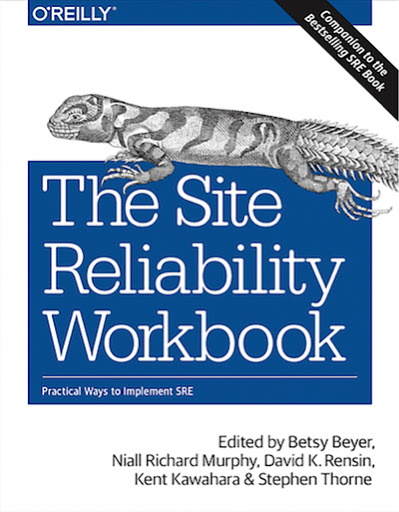 O'REILLY®
Companion to the
Bestselling SRE Book
The Site
Reliability
Workbook
Practical Ways to Implement SRE
Edited by Betsy Beyer,
Niall Richard Murphy, David K. Rensin,
Kent Kawahara & Stephen Thorne